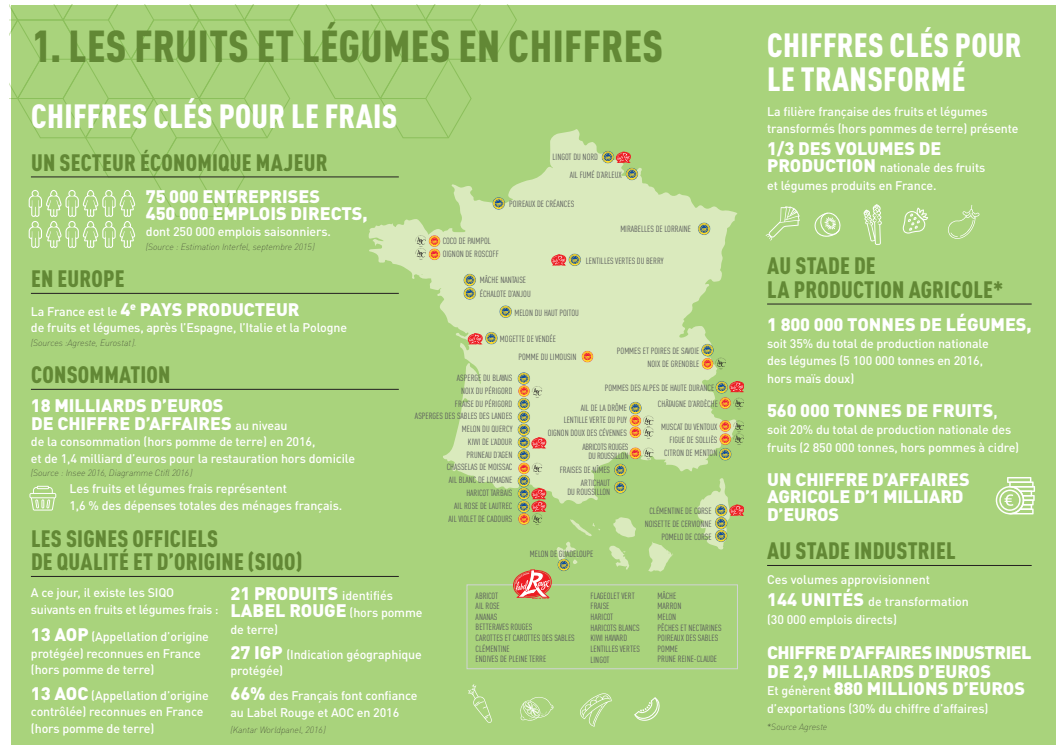 1. LES FRUITS ET LÉGUMES EN CHIFFRES
CHIFFRES CLÉS POUR LE FRAIS
UN SECTEUR ÉCONOMIQUE MAJEUR
75 000 ENTREPRISES
450 000 EMPLOIS DIRECTS,
dont 250 000 emplois saisonniers.
(Source : Estimation Interfel, septembre 2015)
EN EUROPE
La France est le 4e PAYS PRODUCTEUR
de fruits et légumes, après l'Espagne, l'Italie et la Pologne
(Sources :Agreste, Eurostat).
CONSOMMATION
18 MILLIARDS D'EUROS
DE CHIFFRE D'AFFAIRES au niveau
de la consommation (hors pomme de terre) en 2016,
et de 1,4 milliard d'euros pour la restauration hors domicile
(Source : Insee 2016, Diagramme Ctifl 2016)
Les fruits et légumes frais représentent
1,6 % des dépenses totales des ménages français.
LES SIGNES OFFICIELS
DE QUALITÉ ET D'ORIGINE (SIQO)
A ce jour, il existe les SIQO
suivants en fruits et légumes frais :
13 AOP (Appellation d'origine
protégée) reconnues en France
(hors pomme de terre)
13 AOC (Appellation d'origine
contrôlée) reconnues en France
(hors pomme de terre)
21 PRODUITS identifiés
LABEL ROUGE (hors pomme
de terre)
27 IGP (Indication géographique
protégée)
66% des Français font confiance
au Label Rouge et AOC en 2016
(Kantar Worldpanel, 2016)
LINGOT DU NORD
AIL FUMÉ D'ARLEUX
POIREAUX DE CRÉANCES
MIRABELLES DE LORRAINE
COCO DE PAIMPOL
OIGNON DE ROSCOFF
LENTILLES VERTES DU BERRY
MÂCHE NANTAISE
ÉCHALOTE D'ANJOU
MELON DU HAUT POITOU
MOGETTE DE VENDÉE
POMME DU LIMOUSIN
POMMES ET POIRES DE SAVOIE
NOIX DE GRENOBLE
ASPERGE DU BLAYAIS
NOIX DU PÉRIGORD
FRAISE DU PÉRIGORD
ASPERGES DES SABLES DES LANDES
MELON DU QUERCY
KIWI DE L'ADOUR
PRUNEAU D'AGEN
CHASSELAS DE MOISSAC
AIL BLANC DE LOMAGNE
HARICOT TARBAIS
AIL ROSE DE LAUTREC
AIL VIOLET DE CADOURS
POMMES DES ALPES DE HAUTE DURANCE
CHÂTAIGNE D'ARDÈCHE
AIL DE LA DRÔME
LENTILLE VERTE DU PUY
OIGNON DOUX DES CÉVENNES
MUSCAT DU VENTOUX
FIGUE DE SOLLIÈS
ABRICOTS ROUGES
DU ROUSSILLON
CITRON DE MENTON
FRAISES DE NÎMES
ARTICHAUT
DU ROUSSILLON
CLÉMENTINE DE CORSE
NOISETTE DE CERVIONNE
POMELO DE CORSE
MELON DE GUADELOUPE
label Rouge
ABRICOT
AIL ROSE
ANANAS
BETTERAVES ROUGES
CAROTTES ET CAROTTES DES SABLES
CLÉMENTINE
ENDIVES DE PLEINE TERRE
FLAGEOLET VERT
FRAISE
HARICOT
HARICOTS BLANCS
KIWI HAWARD
LENTILLES VERTES
LINGOT
MÂCHE
MARRON
MELON
PÊCHES ET NECTARINES
POIREAUX DES SABLES
POMME
PRUNE REINE-CLAUDE
CHIFFRES CLÉS POUR
LE TRANSFORMÉ
La filière française des fruits et légumes
transformés (hors pommes de terre) présente
1/3 DES VOLUMES DE
PRODUCTION nationale des fruits
et légumes produits en France.
AU STADE DE
LA PRODUCTION AGRICOLE*
1 800 000 TONNES DE LÉGUMES,
soit 35% du total de production nationale
des légumes (5 100 000 tonnes en 2016,
hors maïs doux)
560 000 TONNES DE FRUITS,
soit 20% du total de production nationale des
fruits (2 850 000 tonnes, hors pommes à cidre)
UN CHIFFRE D'AFFAIRES
AGRICOLE D'1 MILLIARD
D'EUROS
AU STADE INDUSTRIEL
Ces volumes approvisionnent
144 UNITÉS de transformation
(30 000 emplois directs)
CHIFFRE D'AFFAIRES INDUSTRIEL
DE 2,9 MILLIARDS D'EUROS
Et génèrent 880 MILLIONS D'EUROS
d'exportations (30% du chiffre d'affaires)
*Source Agreste